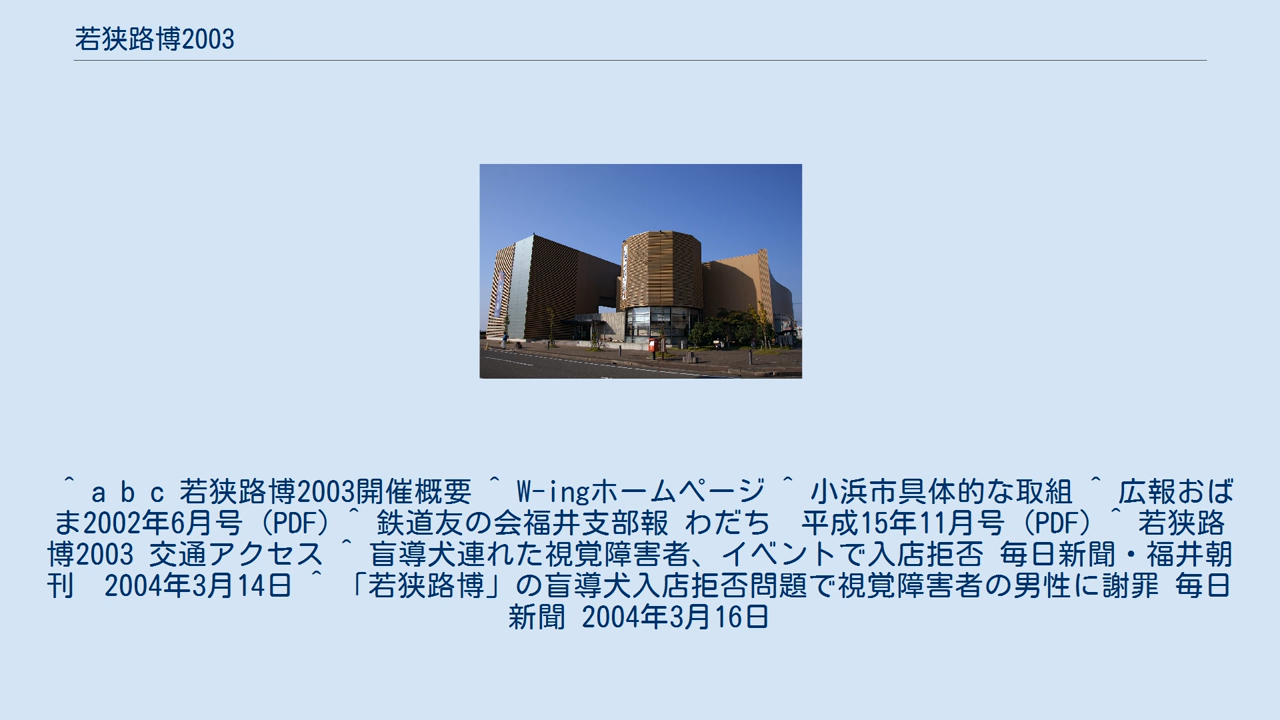 若狭路博2003
^ a b c 若狭路博2003開催概要 ^ W-ingホームページ ^ 小浜市具体的な取組 ^ 広報おば
ま2002年6月号（PDF）^ 鉄道友の会福井支部報 わだち　平成15年11月号（PDF）^ 若狭路
博2003 交通アクセス ^ 盲導犬連れた視覚障害者、イベントで入店拒否 毎日新聞・福井朝
刊　2004年3月14日 ^ 「若狭路博」の盲導犬入店拒否問題で視覚障害者の男性に謝罪 毎日
新聞 2004年3月16日